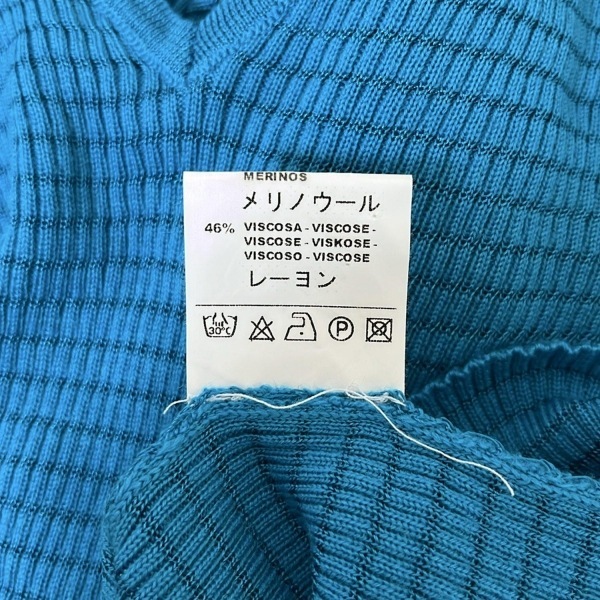 MERINOS
メリノウール
46% VISCOSA - VISCOSE -
VISCOSE - VISKOSE -
VISCOSO - VISCOSE
レーヨン
30°C P